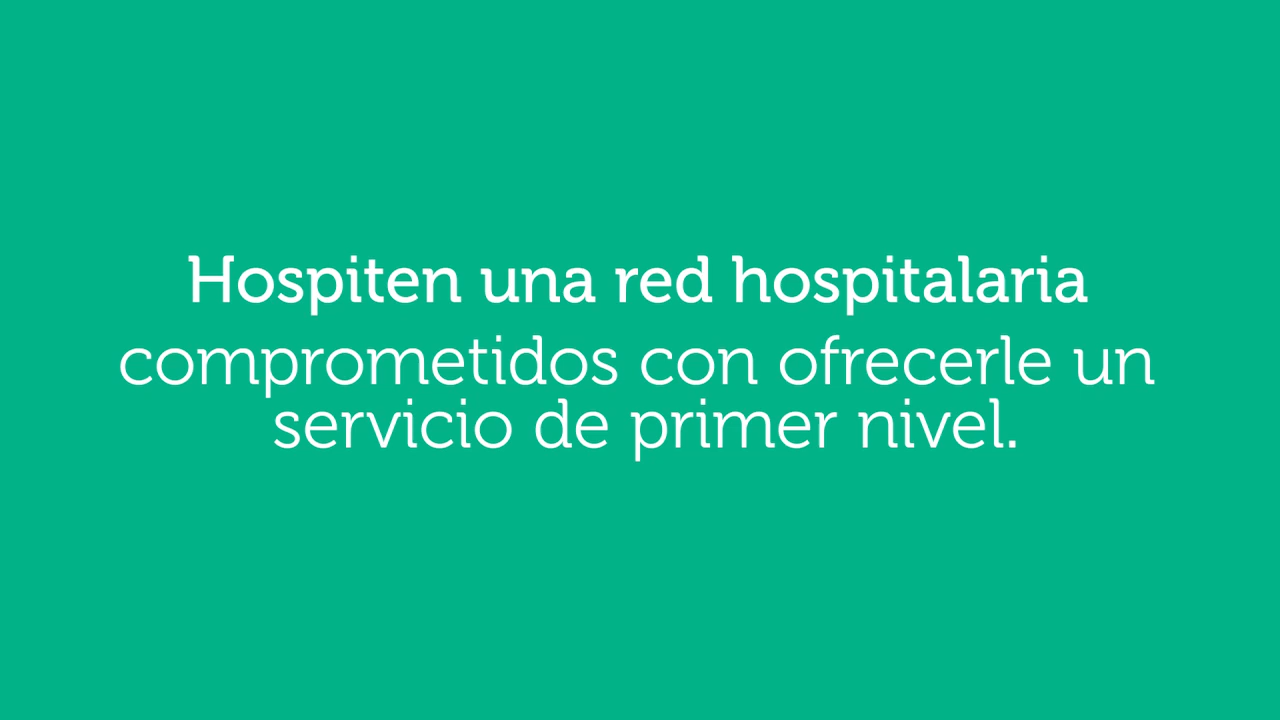 Hospiten una red hospitalaria
comprometidos con ofrecerle un
servicio de primer nivel.